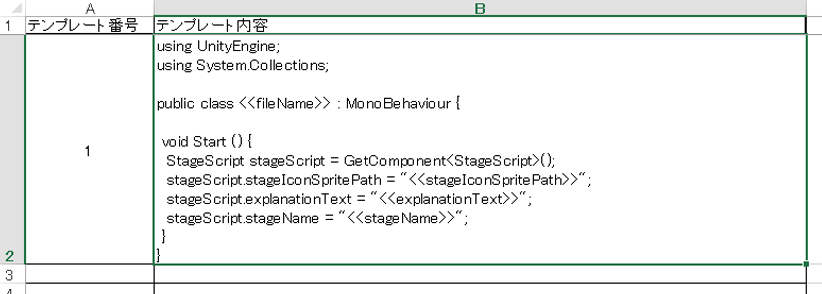 A B
1 テンプレート番号 テンプレート内容
using UnityEngine;
using System.Collections;
public class <<fileName>> : MonoBehaviour {
void Start () {
1 StageScript stageScript = GetComponent<StageScript>();
stageScript.stageIconSpritePath = "<<stageIconSpritePath>>";
stageScript.explanationText = "<<explanationText>>";
stageScript.stageName = "<<stageName>>";
}
2 }
3
4